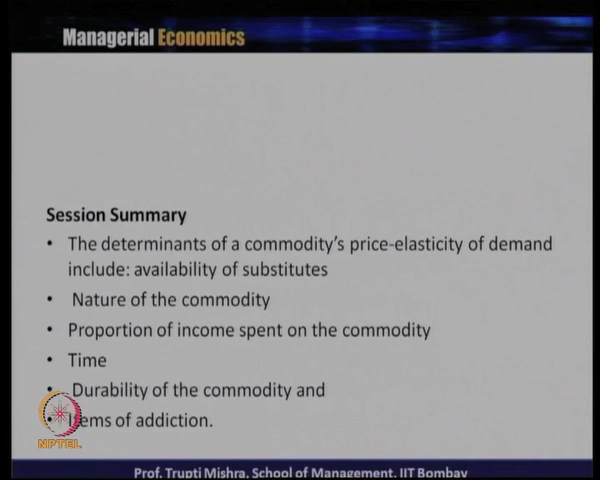 Managerial Economics
Session Summary
• The determinants of a commodity's price-elasticity of demand
include: availability of substitutes
• Nature of the commodity
• Proportion of income spent on the commodity
• Time
• Durability of the commodity and
• Items of addiction.
NPTEL
Prof. Trupti Mishra, School of Management, IIT Bombay